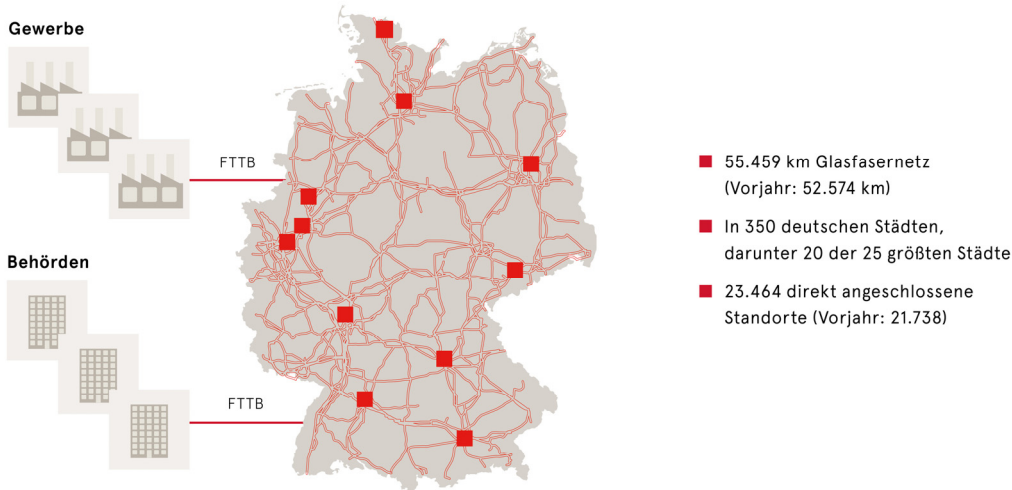 Gewerbe
FTTB
Behörden
FTTB
55.459 km Glasfasernetz
(Vorjahr: 52.574 km)
In 350 deutschen Städten,
darunter 20 der 25 größten Städte
23.464 direkt angeschlossene
Standorte (Vorjahr: 21.738)